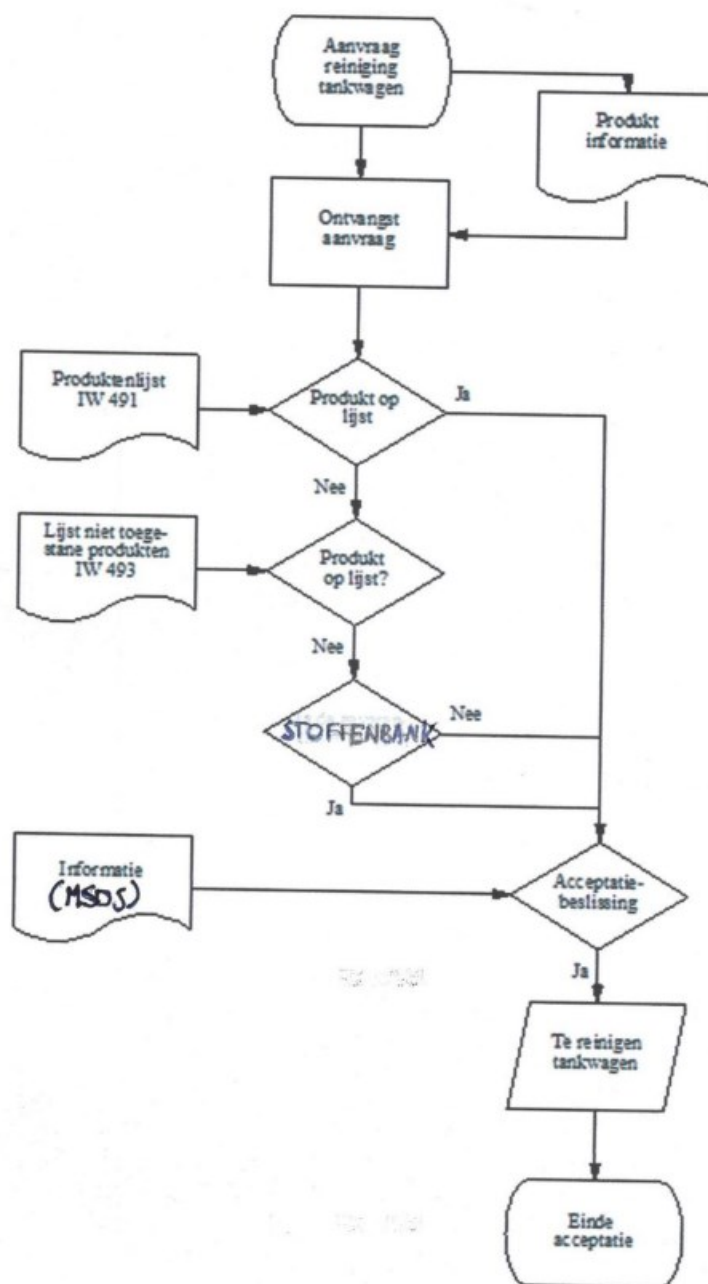 Aanvraag
reiniging
tankwagen
Produkt
informatie
Ontvangst
aanvraag
Produktenlijst
IW 491
Produkt op
lijst
Ja
Nee
Lijst niet toege-
stane produkten
IW 493
Produkt
op lijst?
Nee
STOFFENBANK
Nee
Ja
Informatie
(MSDS)
Acceptatie-
beslissing
Ja
Te reinigen
tankwagen
Einde
acceptatie